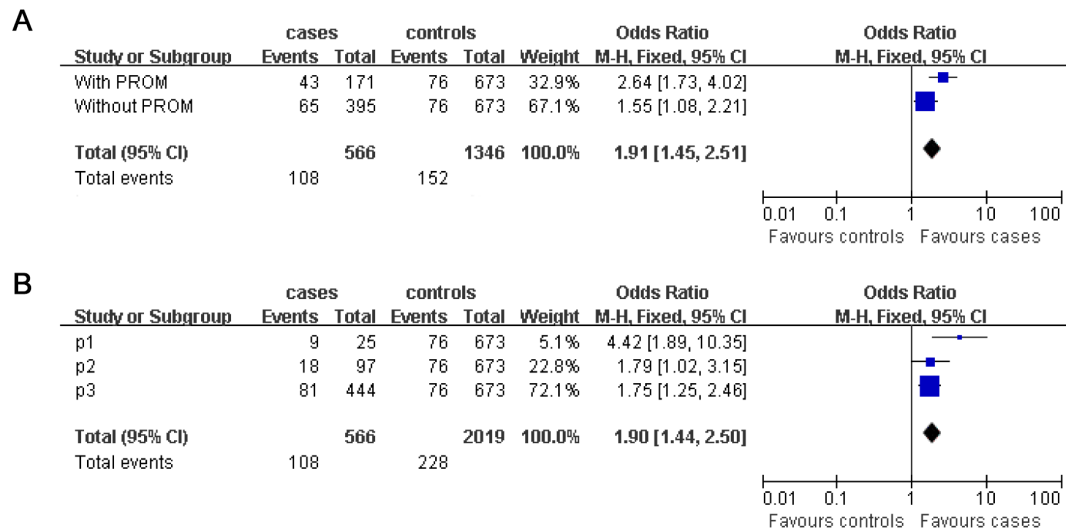 A
cases controls Odds Ratio Odds Ratio
Study or Subgroup Events Total Events Total Weight M-H, Fixed, 95% CI M-H, Fixed, 95% CI
With PROM 43 171 76 673 32.9% 2.64 [1.73, 4.02]
Without PROM 65 395 76 673 67.1% 1.55 [1.08, 2.21]
Total (95% CI) 566 1346 100.0% 1.91 [1.45, 2.51]
Total events 108 152
0.01 0.1 1 10 100
Favours controls Favours cases
B
cases controls Odds Ratio Odds Ratio
Study or Subgroup Events Total Events Total Weight M-H, Fixed, 95% CI M-H, Fixed, 95% CI
p1 9 25 76 673 5.1% 4.42 [1.89, 10.35]
p2 18 97 76 673 22.8% 1.79 [1.02, 3.15]
p3 81 444 76 673 72.1% 1.75 [1.25, 2.46]
Total (95% CI) 566 2019 100.0% 1.90 [1.44, 2.50]
Total events 108 228
0.01 0.1 1 10 100
Favours controls Favours cases